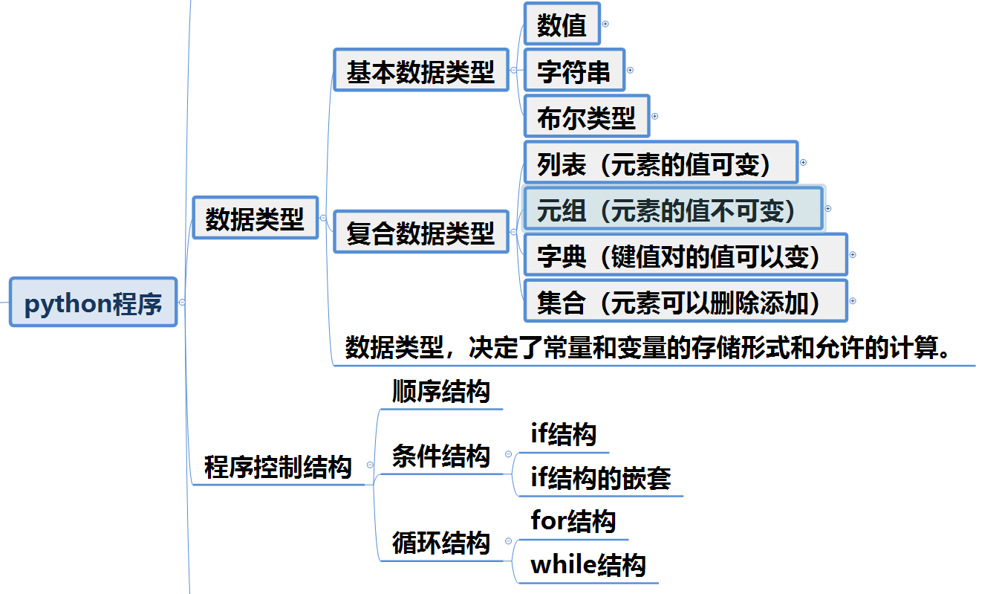 数值
基本数据类型
字符串
布尔类型
列表（元素的值可变）
数据类型
元组（元素的值不可变）
复合数据类型
字典（键值对的值可以变）
python程序
集合（元素可以删除添加）
数据类型，决定了常量和变量的存储形式和允许的计算。
顺序结构
if结构
条件结构
程序控制结构
if结构的嵌套
for结构
循环结构
while结构